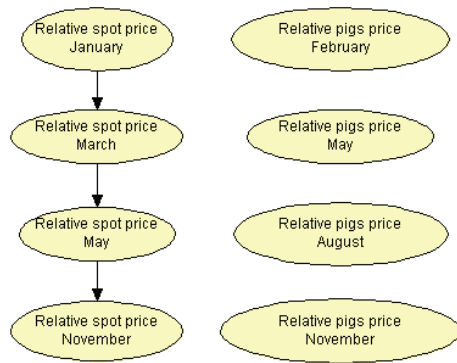 Relative spot price
January
Relative pigs price
February
Relative spot price
March
Relative pigs price
May
Relative spot price
May
Relative pigs price
August
Relative spot price
November
Relative pigs price
November